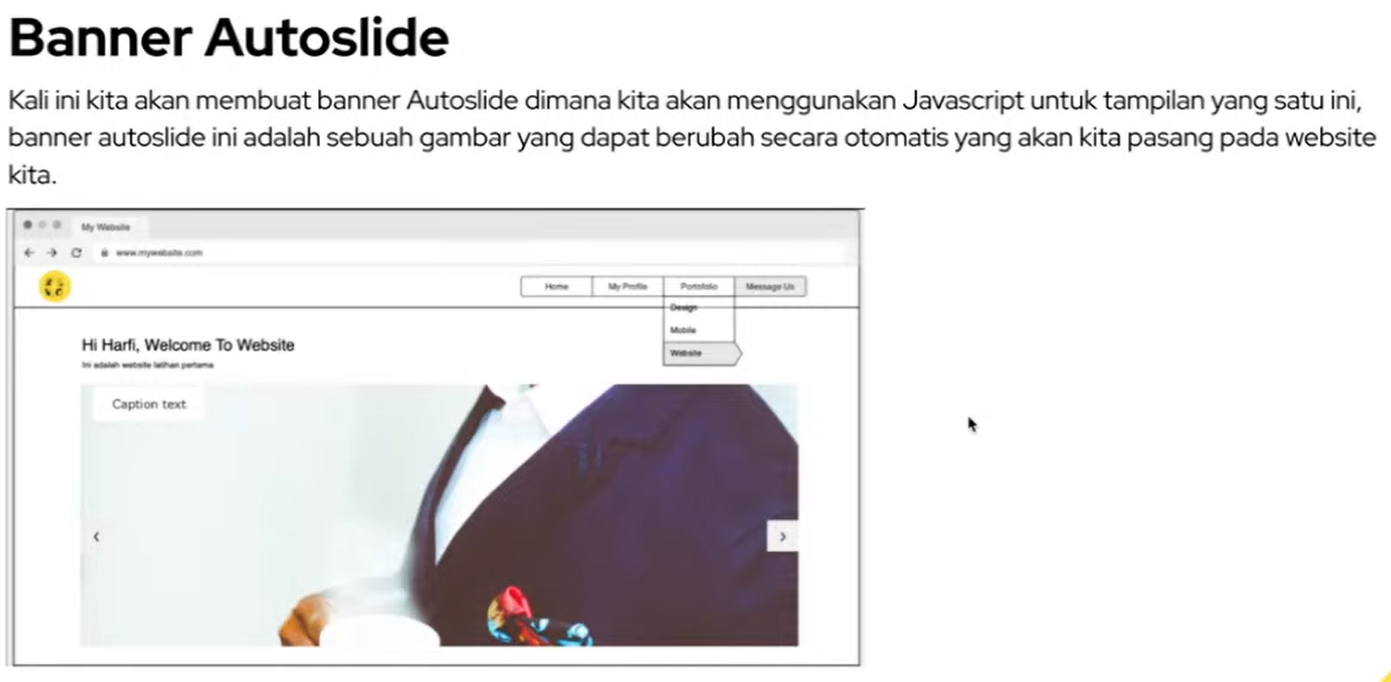 Banner Autoslide
Kali ini kita akan membuat banner Autoslide dimana kita akan menggunakan Javascript untuk tampilan yang satu ini,
banner autoslide ini adalah sebuah gambar yang dapat berubah secara otomatis yang akan kita pasang pada website
kita.
My Website
www.mywebsite.com
Home My Profile Portofolio Message Us
Design
Mobile
Website
Hi Harfi, Welcome To Website
Ini adalah website latihan pertama
Caption text